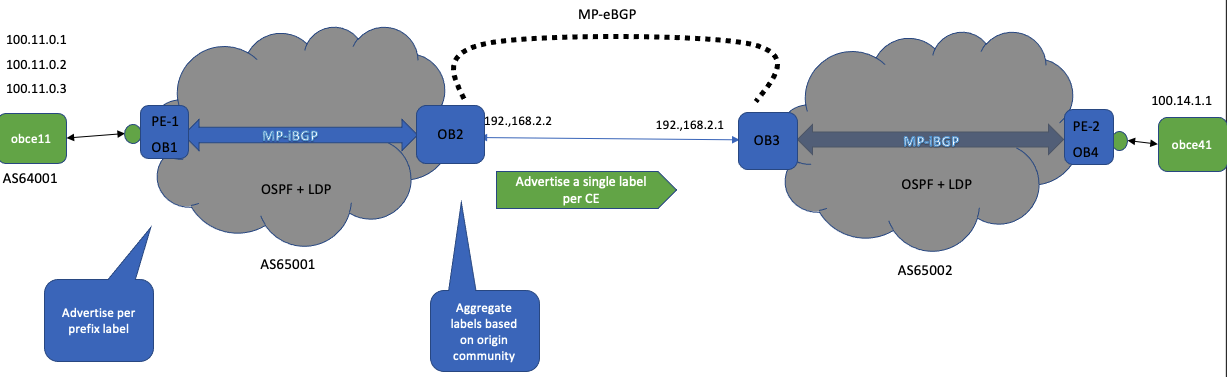 MP-eBGP
100.11.0.1
100.11.0.2
100.11.0.3
obce11
AS64001
PE-1
OB1
MP-iBGP
OSPF + LDP
AS65001
OB2
192.,168.2.2
192.,168.2.1
Advertise a single label
per CE
OB3
MP-iBGP
OSPF + LDP
AS65002
PE-2
OB4
100.14.1.1
obce41
Advertise per
prefix label
Aggregate
labels based
on origin
community